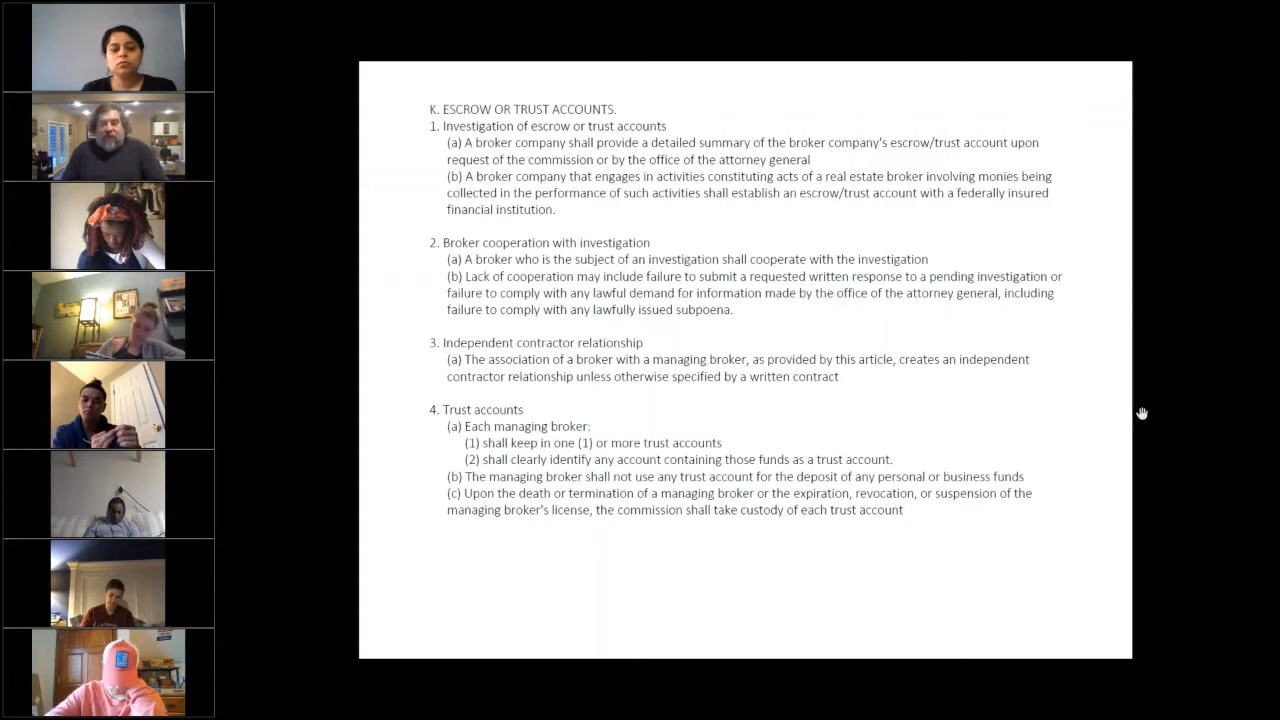 K. ESCROW OR TRUST ACCOUNTS.
1. Investigation of escrow or trust accounts
(a) A broker company shall provide a detailed summary of the broker company's escrow/trust account upon
request of the commission or by the office of the attorney general
(b) A broker company that engages in activities constituting acts of a real estate broker involving monies being
collected in the performance of such activities shall establish an escrow/trust account with a federally insured
financial institution.
2. Broker cooperation with investigation
(a) A broker who is the subject of an investigation shall cooperate with the investigation
(b) Lack of cooperation may include failure to submit a requested written response to a pending investigation or
failure to comply with any lawful demand for information made by the office of the attorney general, including
failure to comply with any lawfully issued subpoena.
3. Independent contractor relationship
(a) The association of a broker with a managing broker, as provided by this article, creates an independent
contractor relationship unless otherwise specified by a written contract
4. Trust accounts
(a) Each managing broker:
(1) shall keep in one (1) or more trust accounts
(2) shall clearly identify any account containing those funds as a trust account.
(b) The managing broker shall not use any trust account for the deposit of any personal or business funds
(c) Upon the death or termination of a managing broker or the expiration, revocation, or suspension of the
managing broker's license, the commission shall take custody of each trust account